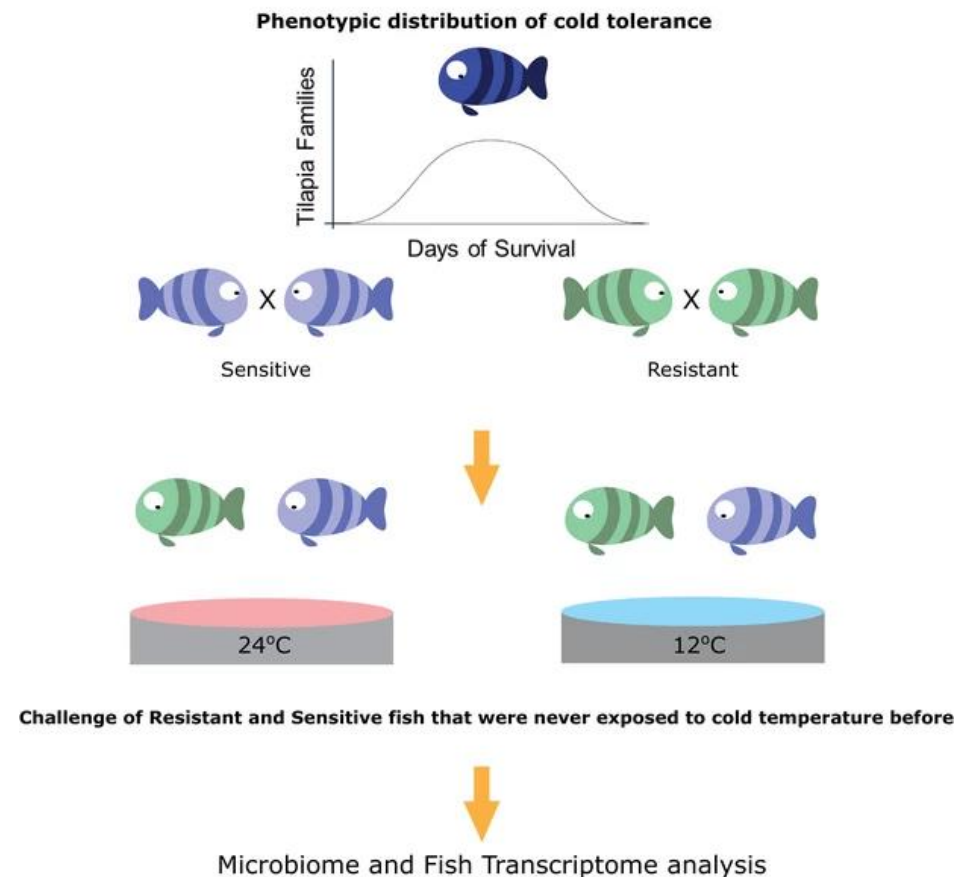 Phenotypic distribution of cold tolerance
Tilapia Families
Days of Survival
X
X
Sensitive
Resistant
24°C
12°C
Challenge of Resistant and Sensitive fish that were never exposed to cold temperature before
Microbiome and Fish Transcriptome analysis